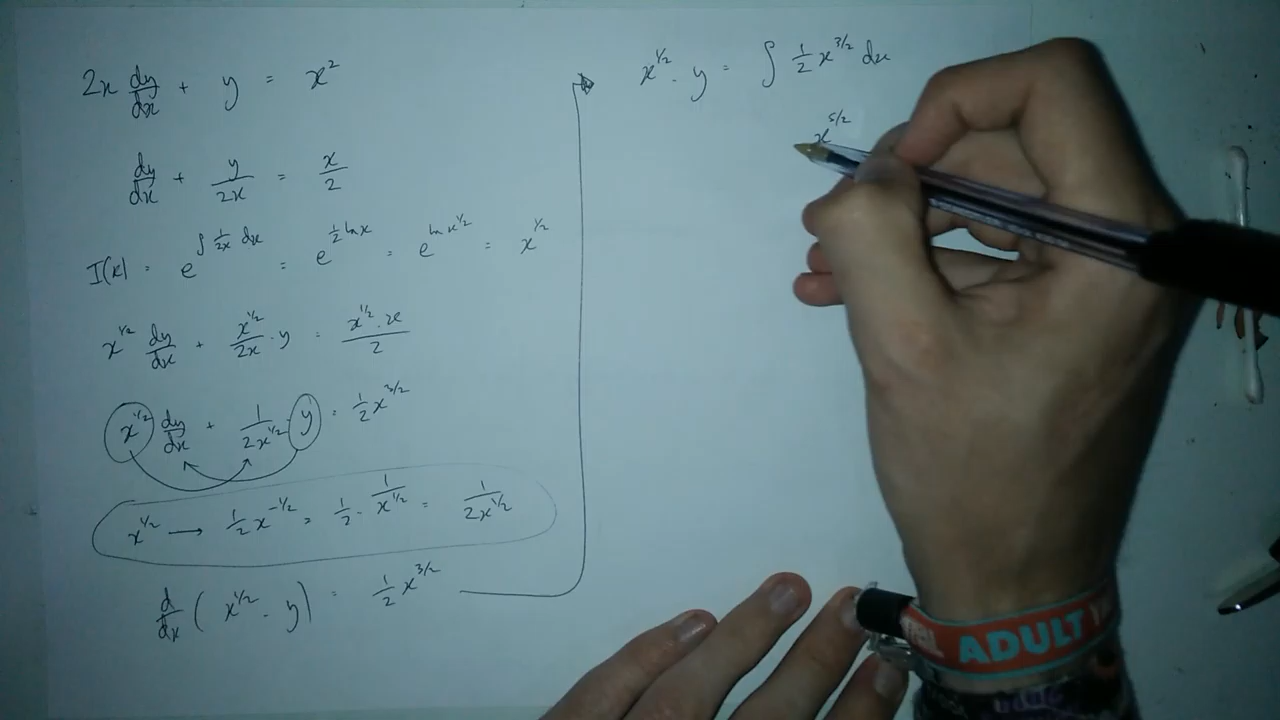 2x dy/dx + y = x^2
dy/dx + y/2x = x/2
I(x) = e^{∫ 1/2x dx} = e^{1/2 ln x} = e^{ln x^{1/2}} = x^{1/2}
x^{1/2} dy/dx + x^{1/2}/2x · y = x^{1/2} · x/2
x^{1/2} dy/dx + 1/2x^{1/2} · y = 1/2 x^{3/2}
x^{1/2} → 1/2 x^{-1/2} = 1/2 · 1/x^{1/2} = 1/2x^{1/2}
d/dx (x^{1/2} · y) = 1/2 x^{3/2}
x^{1/2} · y = ∫ 1/2 x^{3/2} dx
x^{5/2}
ADULT